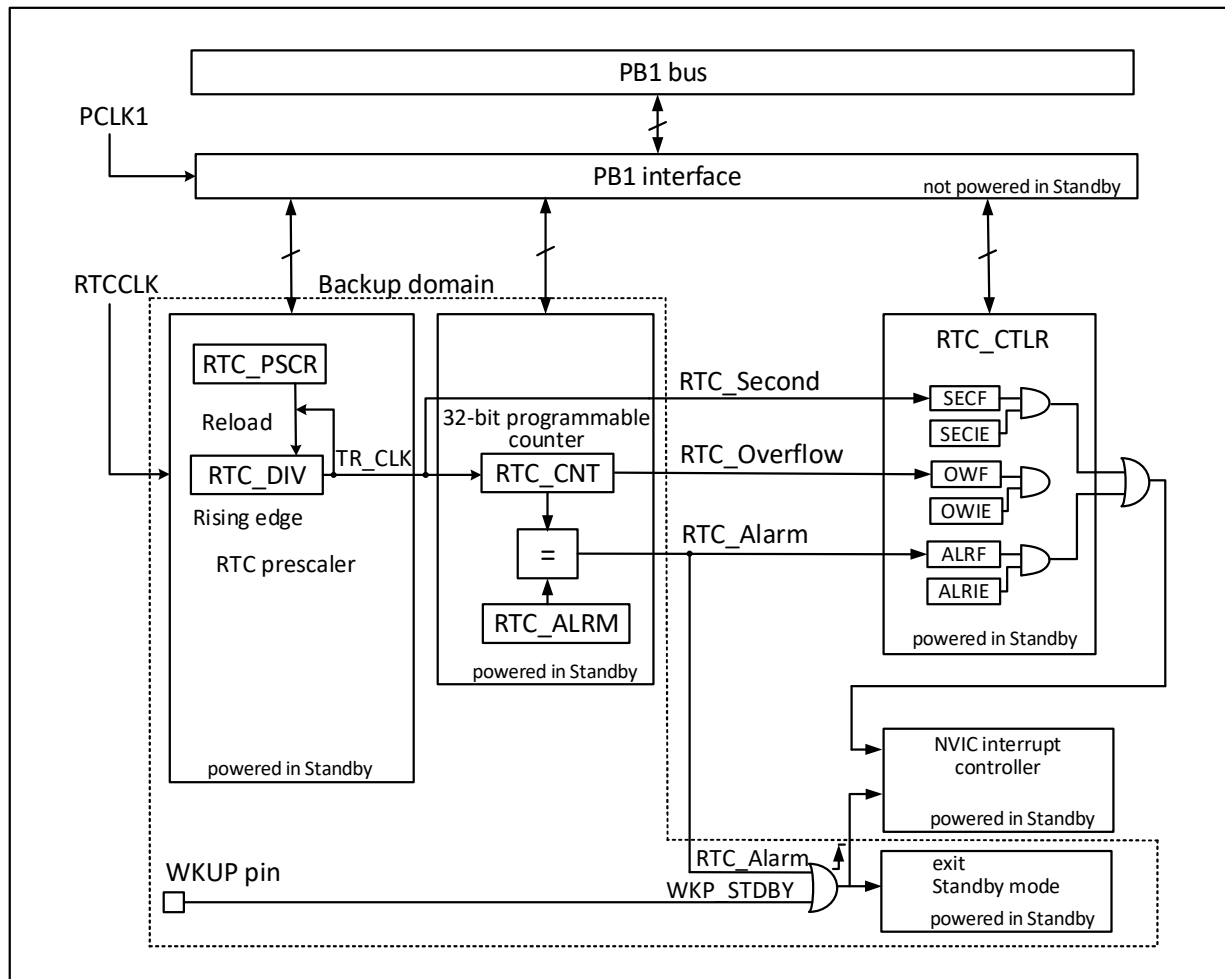 PB1 bus
PCLK1
PB1 interface
not powered in Standby
RTCCLK
Backup domain
RTC_PSCR
Reload
RTC_DIV
TR_CLK
Rising edge
RTC prescaler
powered in Standby
32-bit programmable
counter
RTC_CNT
=
RTC_ALRM
powered in Standby
RTC_Second
RTC_Overflow
RTC_Alarm
RTC_CTLR
SECF
SECIE
OWF
OWIE
ALRF
ALRIE
powered in Standby
NVIC interrupt
controller
powered in Standby
WKUP pin
RTC_Alarm
WKP_STDBY
exit
Standby mode
powered in Standby